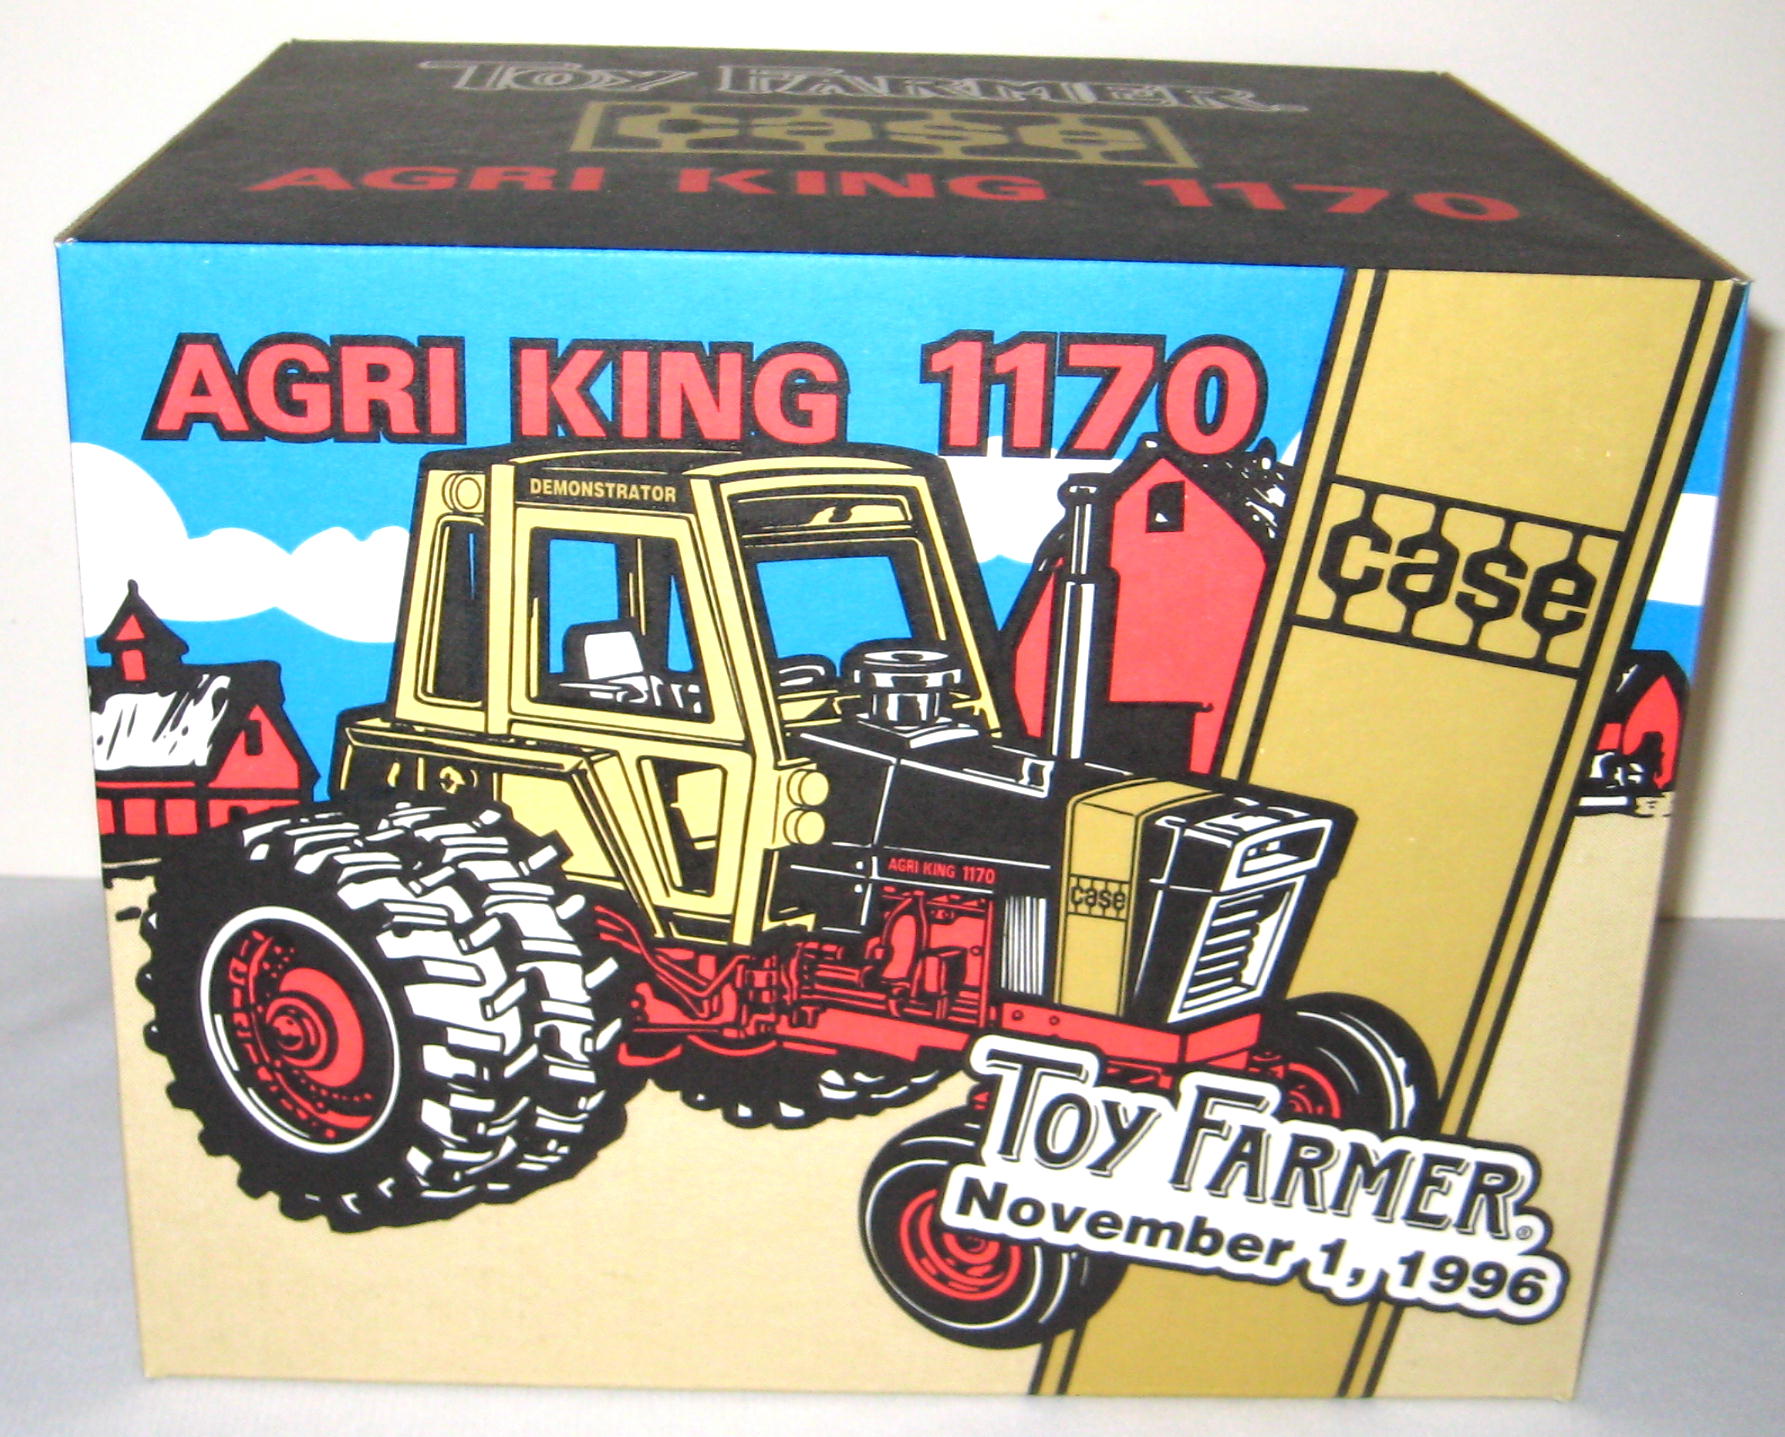 TOY FARMER
case
AGRI KING 1170
AGRI KING 1170
DEMONSTRATOR
case
AGRI KING 1170
case
TOY FARMER®
November 1, 1996